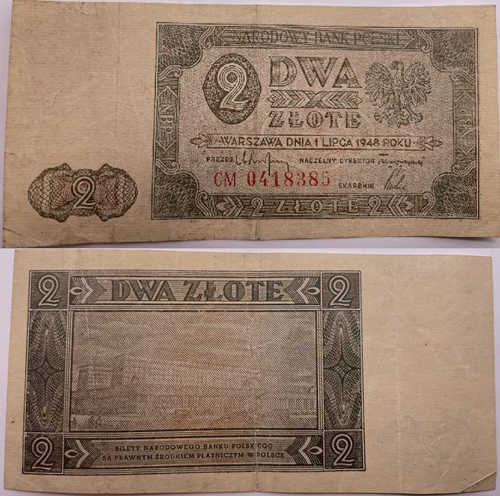 NARODOWY BANK POLSKI
2 DWA
ZŁOTE
WARSZAWA DNIA 1 LIPCA 1948 ROKU
PREZES NACZELNY DYREKTOR
CM 0418385
SKARBNIK
2
2 ZŁOTE 2
2 DWA ZŁOTE 2
2 BILETY NARODOWEGO BANKU POLSKIEGO 2
SĄ PRAWNYM ŚRODKIEM PŁATNICZYM W POLSCE